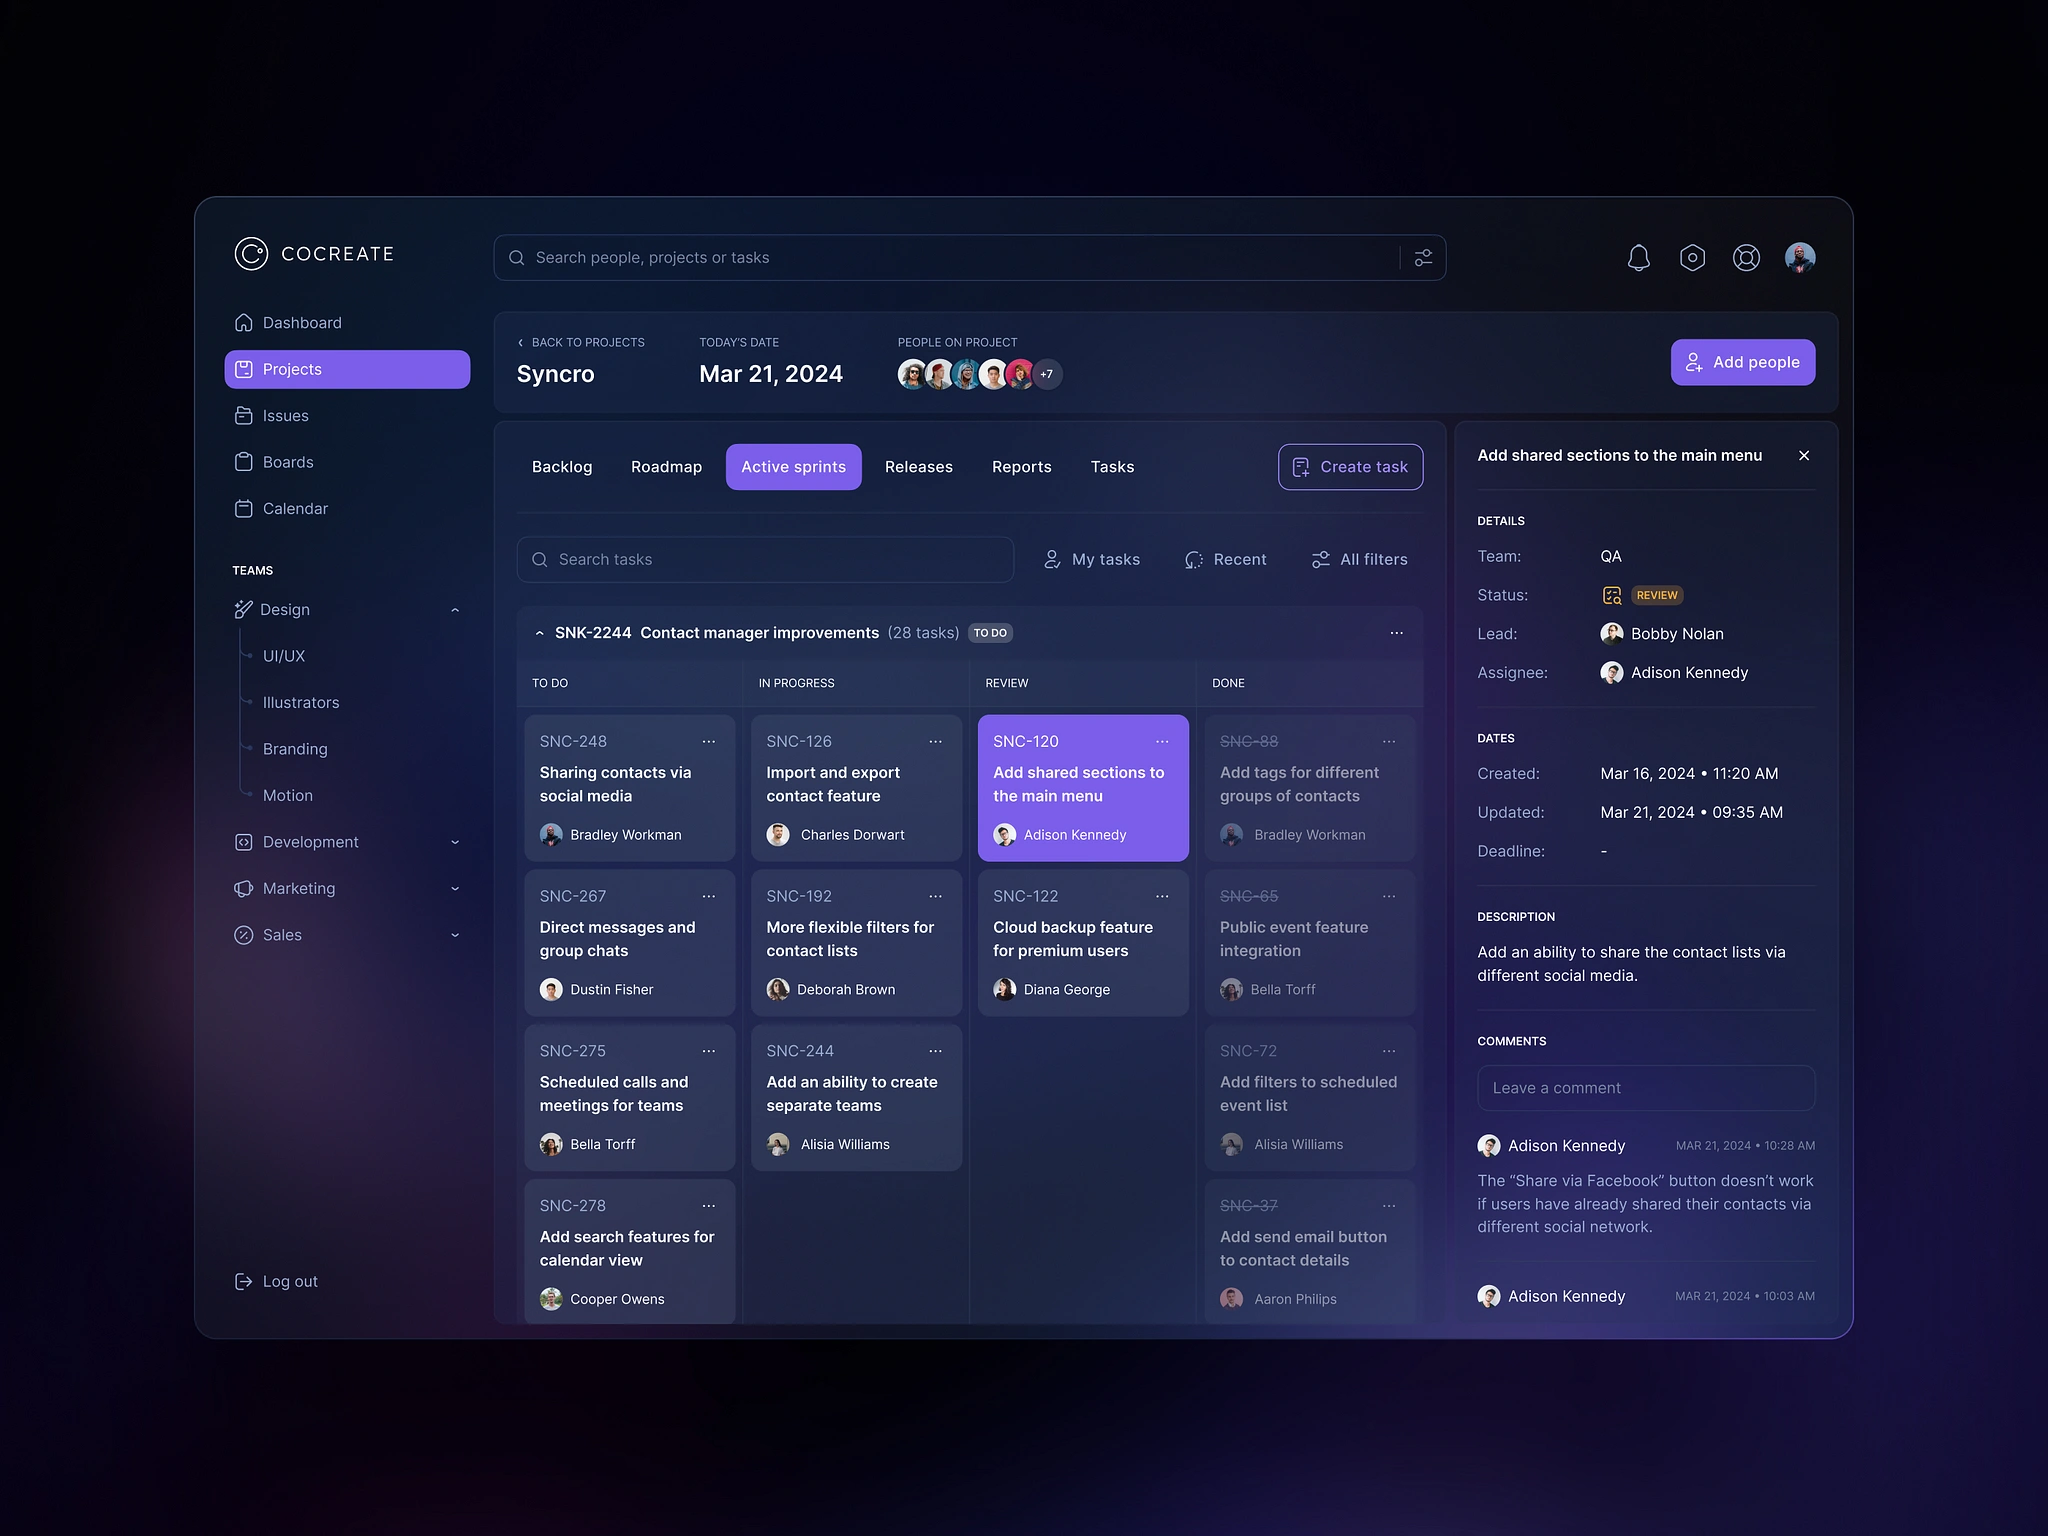 COCREATE
Search people, projects or tasks
Dashboard
Projects
Issues
Boards
Calendar
TEAMS
Design
UI/UX
Illustrators
Branding
Motion
Development
Marketing
Sales
Log out
BACK TO PROJECTS
Syncro
TODAY'S DATE
Mar 21, 2024
PEOPLE ON PROJECT
+7
Add people
Backlog
Roadmap
Active sprints
Releases
Reports
Tasks
Create task
Search tasks
My tasks
Recent
All filters
SNK-2244 Contact manager improvements (28 tasks) TO DO
TO DO
SNC-248
Sharing contacts via
social media
Bradley Workman
SNC-267
Direct messages and
group chats
Dustin Fisher
SNC-275
Scheduled calls and
meetings for teams
Bella Torff
SNC-278
Add search features for
calendar view
Cooper Owens
IN PROGRESS
SNC-126
Import and export
contact feature
Charles Dorwart
SNC-192
More flexible filters for
contact lists
Deborah Brown
SNC-244
Add an ability to create
separate teams
Alisia Williams
REVIEW
SNC-120
Add shared sections to
the main menu
Adison Kennedy
SNC-122
Cloud backup feature
for premium users
Diana George
DONE
SNC-88
Add tags for different
groups of contacts
Bradley Workman
SNC-65
Public event feature
integration
Bella Torff
SNC-72
Add filters to scheduled
event list
Alisia Williams
SNC-37
Add send email button
to contact details
Aaron Philips
Add shared sections to the main menu
DETAILS
Team: QA
Status: REVIEW
Lead: Bobby Nolan
Assignee: Adison Kennedy
DATES
Created: Mar 16, 2024 • 11:20 AM
Updated: Mar 21, 2024 • 09:35 AM
Deadline: -
DESCRIPTION
Add an ability to share the contact lists via
different social media.
COMMENTS
Leave a comment
Adison Kennedy MAR 21, 2024 • 10:28 AM
The “Share via Facebook” button doesn’t work
if users have already shared their contacts via
different social network.
Adison Kennedy MAR 21, 2024 • 10:03 AM